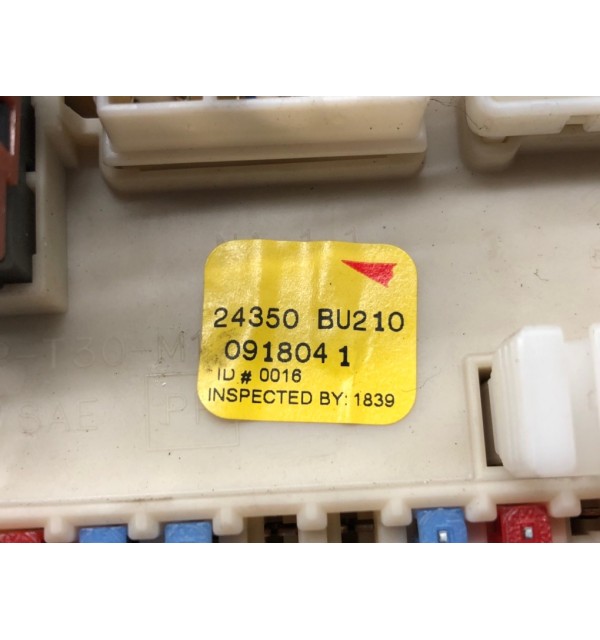 24350 BU210
091804 1
ID # 0016
INSPECTED BY: 1839